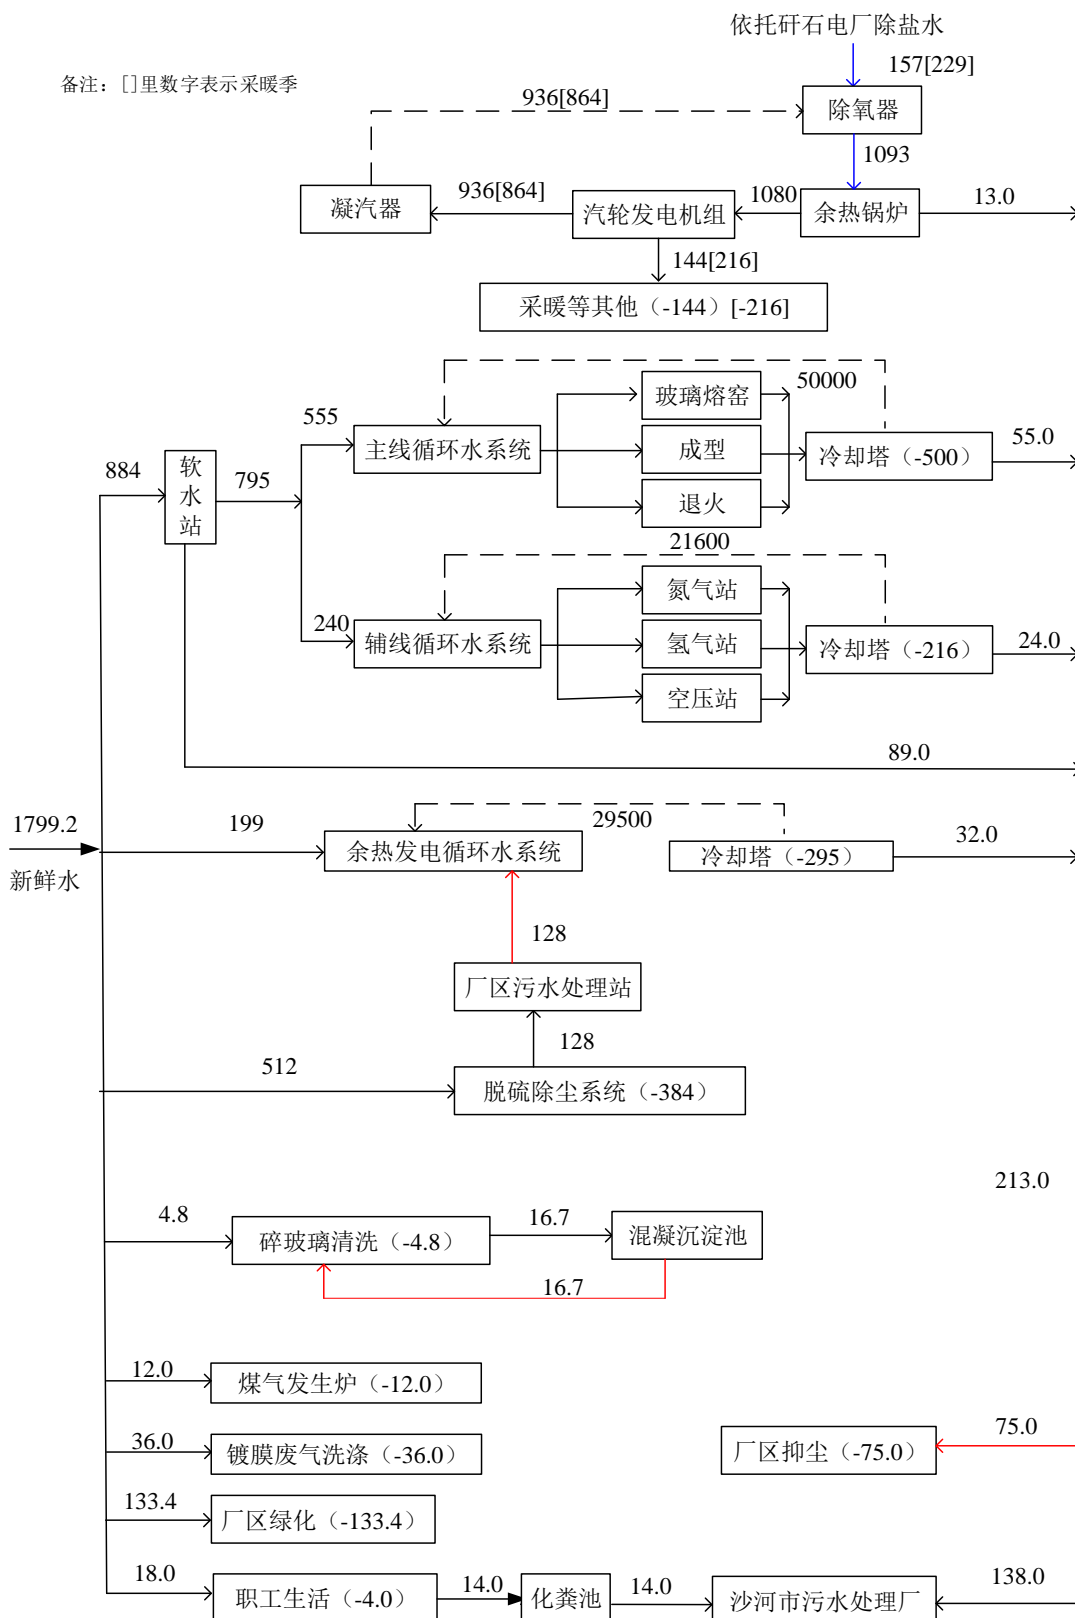 依托矸石电厂除盐水
157[229]
备注：[]里数字表示采暖季
936[864]
除氧器
1093
凝汽器
936[864]
汽轮发电机组
1080
余热锅炉
13.0
144[216]
采暖等其他（-144）[-216]
50000
玻璃熔窑
555
主线循环水系统
成型
冷却塔（-500）
55.0
884
软水站
795
退火
21600
氮气站
240
辅线循环水系统
氢气站
冷却塔（-216）
24.0
空压站
89.0
1799.2
新鲜水
199
29500
余热发电循环水系统
冷却塔（-295）
32.0
128
厂区污水处理站
128
512
脱硫除尘系统（-384）
213.0
4.8
碎玻璃清洗（-4.8）
16.7
混凝沉淀池
16.7
12.0
煤气发生炉（-12.0）
36.0
镀膜废气洗涤（-36.0）
厂区抑尘（-75.0）
75.0
133.4
厂区绿化（-133.4）
18.0
职工生活（-4.0）
14.0
化粪池
14.0
沙河市污水处理厂
138.0